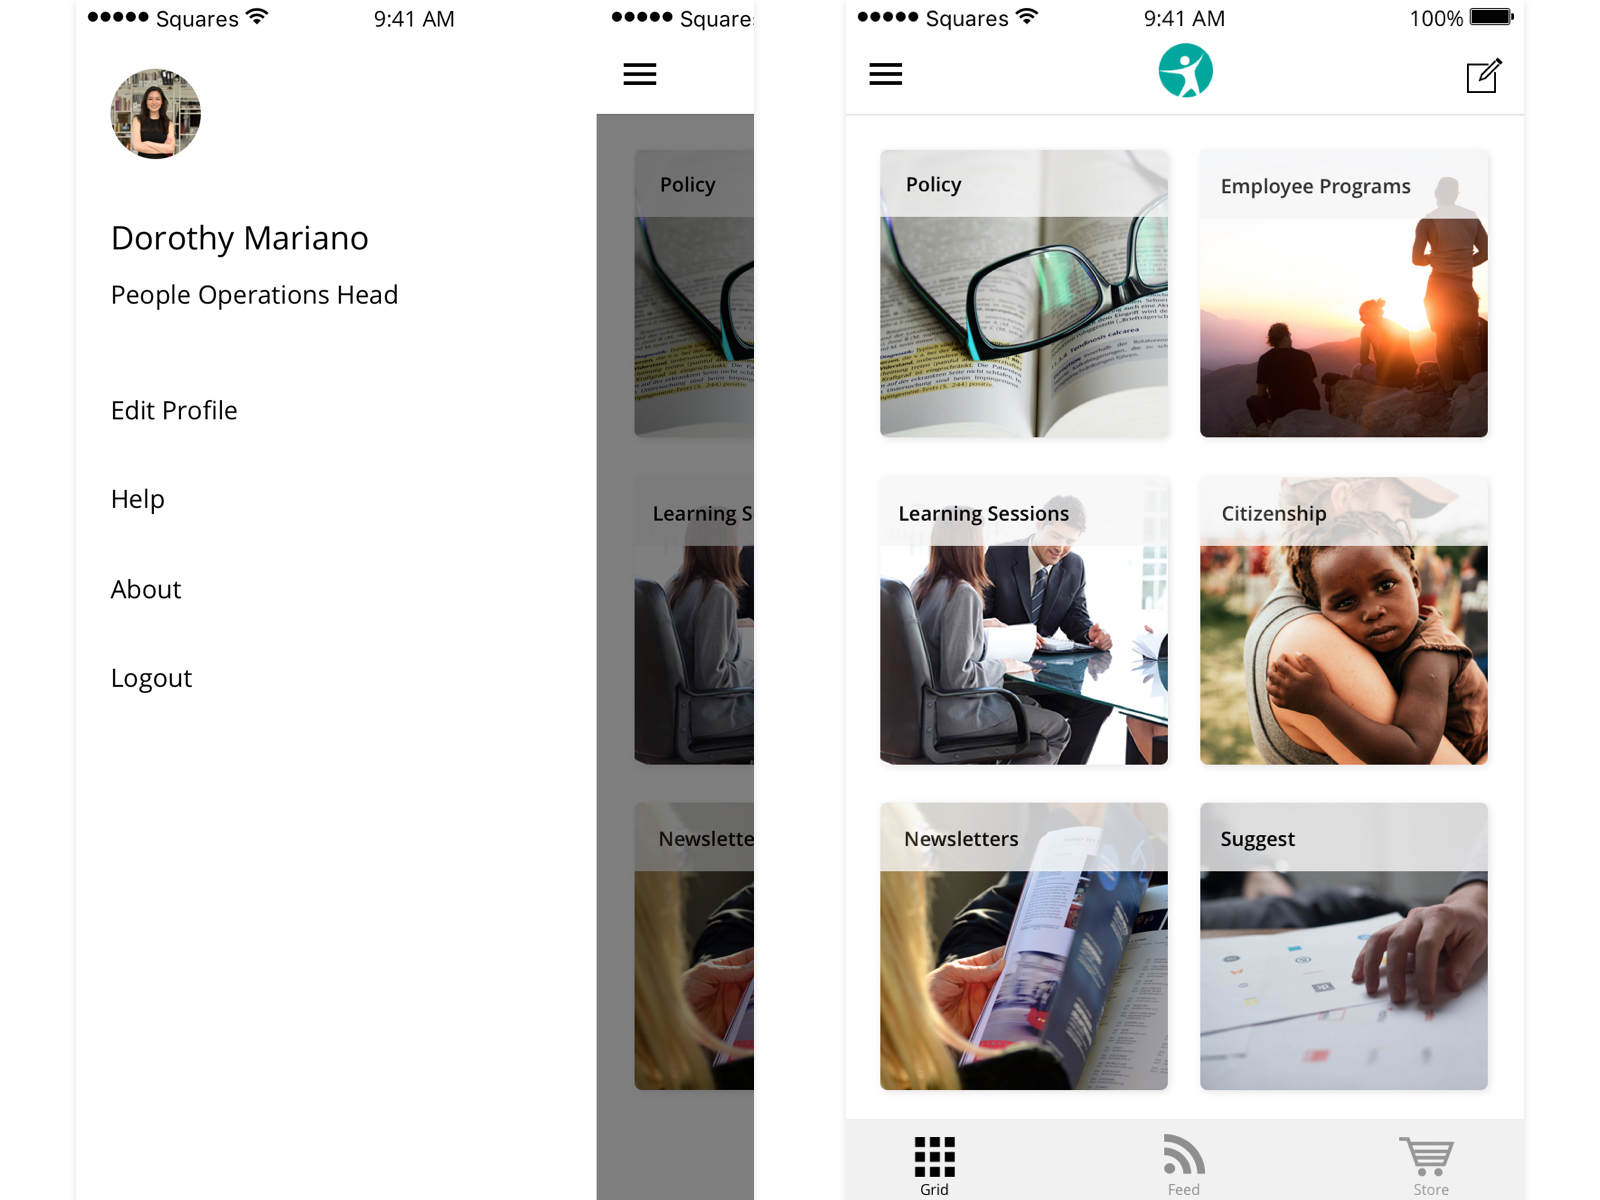 ●●●●● Squares 9:41 AM
Dorothy Mariano
People Operations Head
Edit Profile
Help
About
Logout
●●●●● Square
Policy
Learning S
Newslette
●●●●● Squares 9:41 AM 100%
Policy
Employee Programs
Learning Sessions
Citizenship
Newsletters
Suggest
Grid
Feed
Store